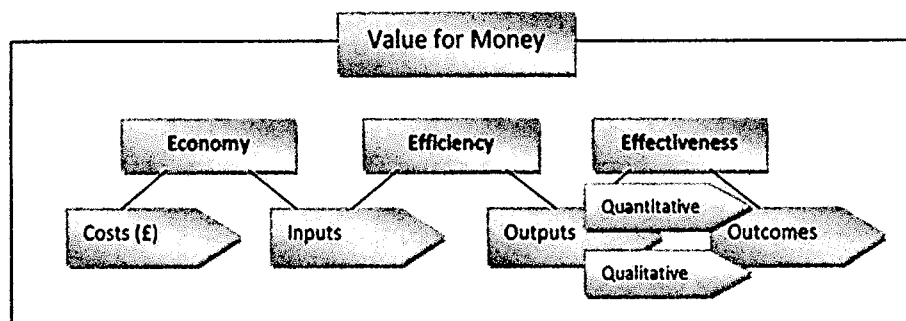 Value for Money
Economy
Efficiency
Effectiveness
Costs (£)
Inputs
Outputs
Quantitative
Qualitative
Outcomes